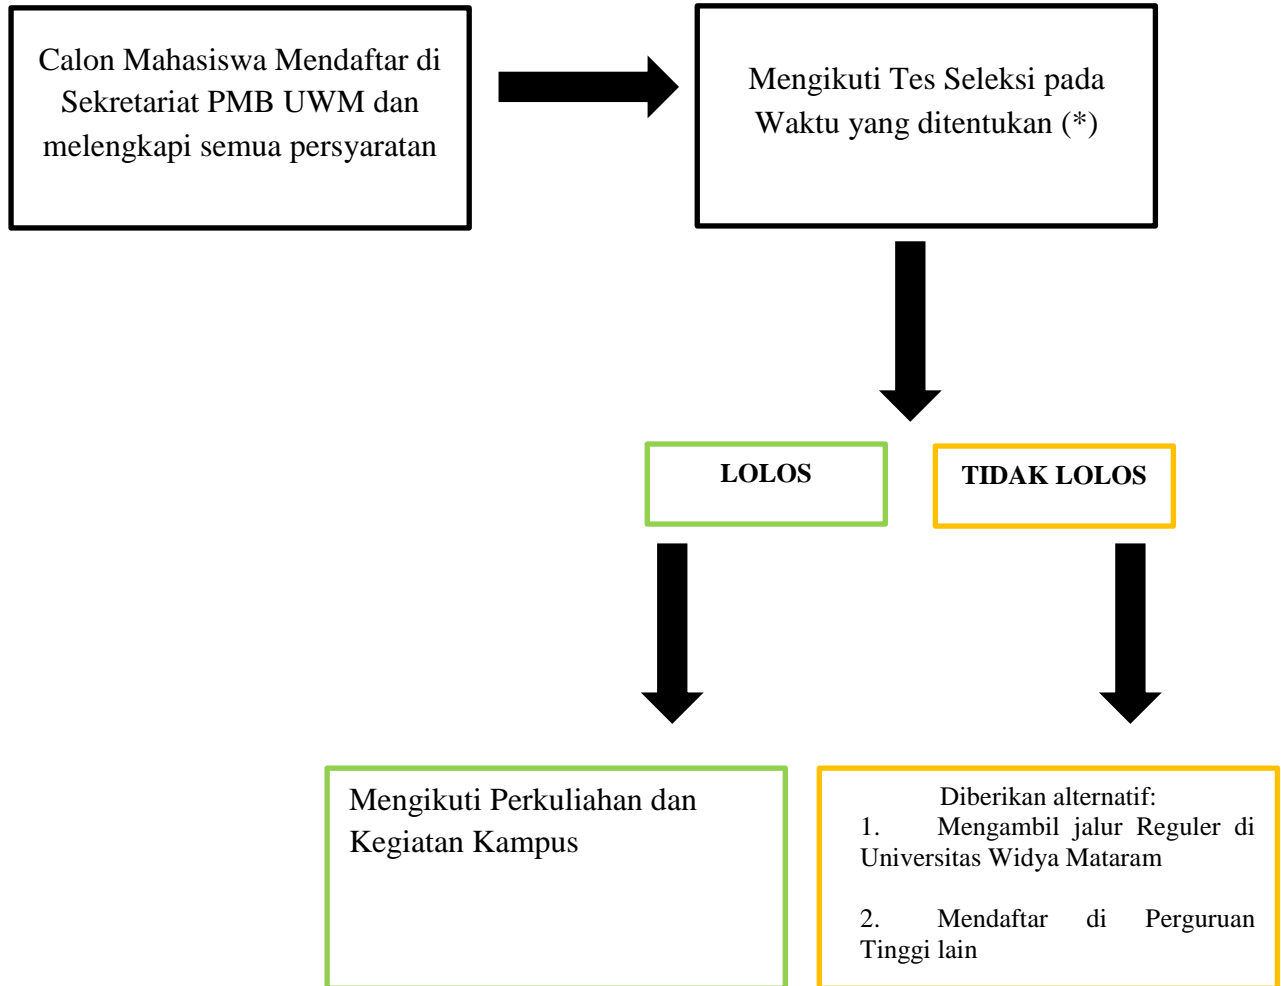 Calon Mahasiswa Mendaftar di
Sekretariat PMB UWM dan
melengkapi semua persyaratan
Mengikuti Tes Seleksi pada
Waktu yang ditentukan (*)
LOLOS
TIDAK LOLOS
Mengikuti Perkuliahan dan
Kegiatan Kampus
Diberikan alternatif:
1. Mengambil jalur Reguler di
Universitas Widya Mataram
2. Mendaftar di Perguruan
Tinggi lain